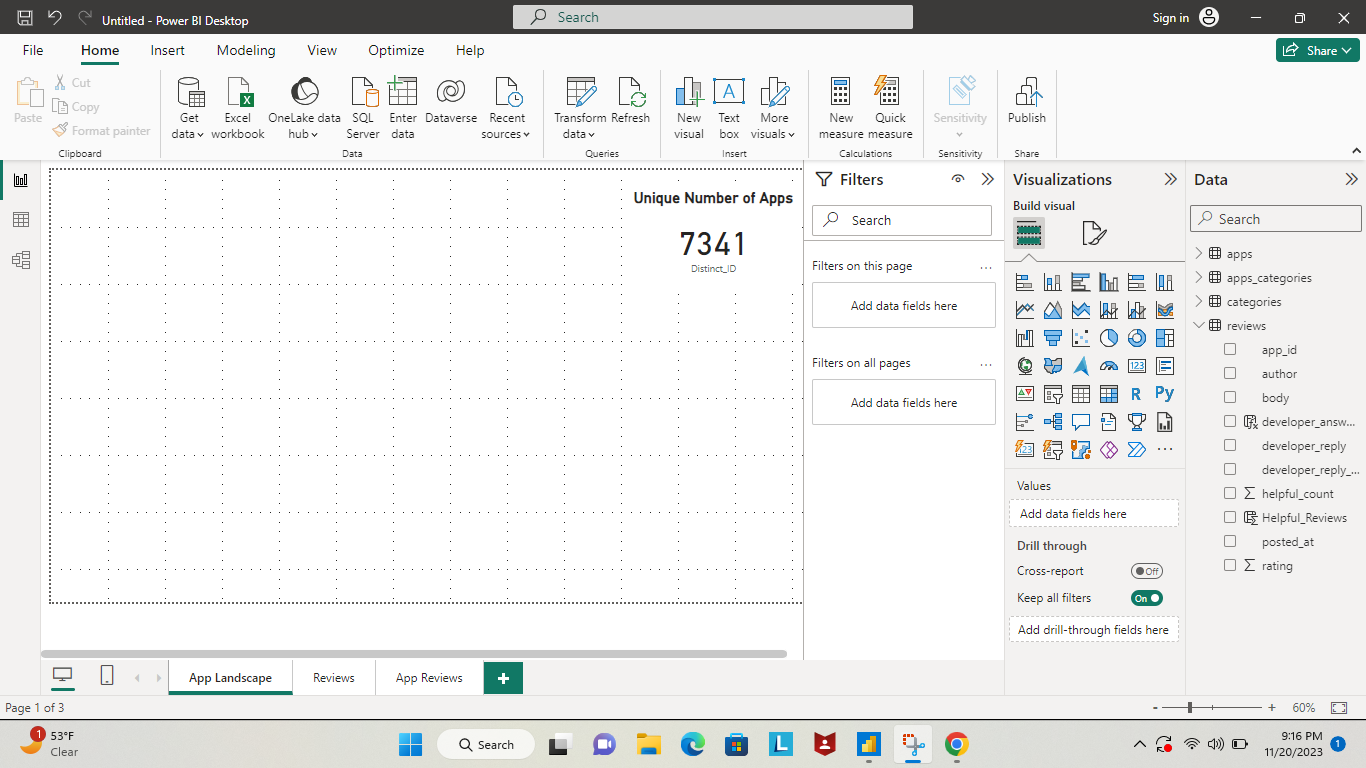 Untitled - Power BI Desktop
Search
Sign in
File
Home
Insert
Modeling
View
Optimize
Help
Share
Paste
Cut
Copy
Format painter
Clipboard
Get data
Excel workbook
OneLake data hub
SQL Server
Enter data
Dataverse
Recent sources
Data
Transform data
Refresh
Queries
New visual
Text box
More visuals
Insert
New measure
Quick measure
Calculations
Sensitivity
Sensitivity
Publish
Share
Unique Number of Apps
7341
Distinct_ID
Filters
Search
Filters on this page
...
Add data fields here
Filters on all pages
...
Add data fields here
Visualizations
Build visual
123
R
Py
123
...
Values
Add data fields here
Drill through
Cross-report
Off
Keep all filters
On
Add drill-through fields here
Data
Search
apps
apps_categories
categories
reviews
app_id
author
body
developer_answ...
developer_reply
developer_reply_...
helpful_count
Helpful_Reviews
posted_at
rating
App Landscape
Reviews
App Reviews
+
Page 1 of 3
- + 60%
1
53°F
Clear
Search
L
9:16 PM
11/20/2023
1